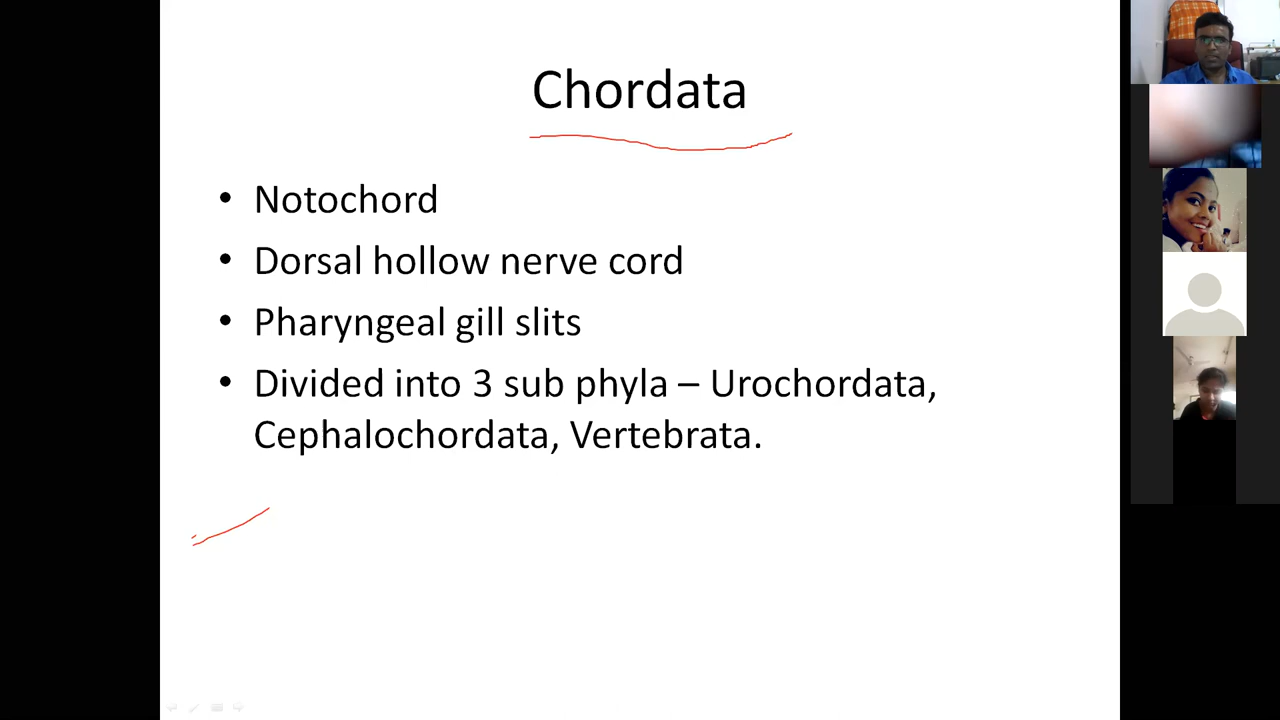 Chordata
• Notochord
• Dorsal hollow nerve cord
• Pharyngeal gill slits
• Divided into 3 sub phyla – Urochordata,
Cephalochordata, Vertebrata.